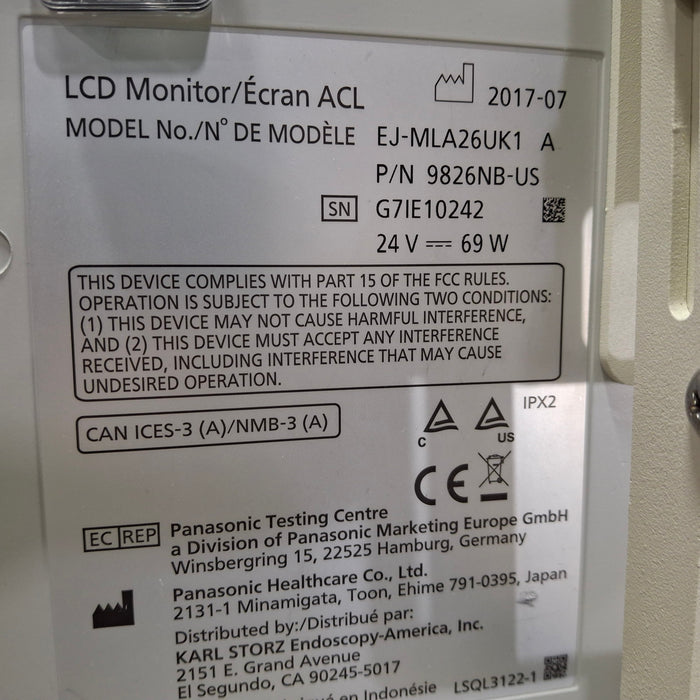 LCD Monitor/Écran ACL
2017-07
MODEL No./N° DE MODÈLE EJ-MLA26UK1 A
P/N 9826NB-US
SN G7IE10242
24 V 69 W
THIS DEVICE COMPLIES WITH PART 15 OF THE FCC RULES.
OPERATION IS SUBJECT TO THE FOLLOWING TWO CONDITIONS:
(1) THIS DEVICE MAY NOT CAUSE HARMFUL INTERFERENCE,
AND (2) THIS DEVICE MUST ACCEPT ANY INTERFERENCE
RECEIVED, INCLUDING INTERFERENCE THAT MAY CAUSE
UNDESIRED OPERATION.
CAN ICES-3 (A)/NMB-3 (A)
C US IPX2
CE
EC REP Panasonic Testing Centre
a Division of Panasonic Marketing Europe GmbH
Winsbergring 15, 22525 Hamburg, Germany
Panasonic Healthcare Co., Ltd.
2131-1 Minamigata, Toon, Ehime 791-0395, Japan
Distributed by:/Distribué par:
KARL STORZ Endoscopy-America, Inc.
2151 E. Grand Avenue
El Segundo, CA 90245-5017
en Indonésie LSQL3122-1